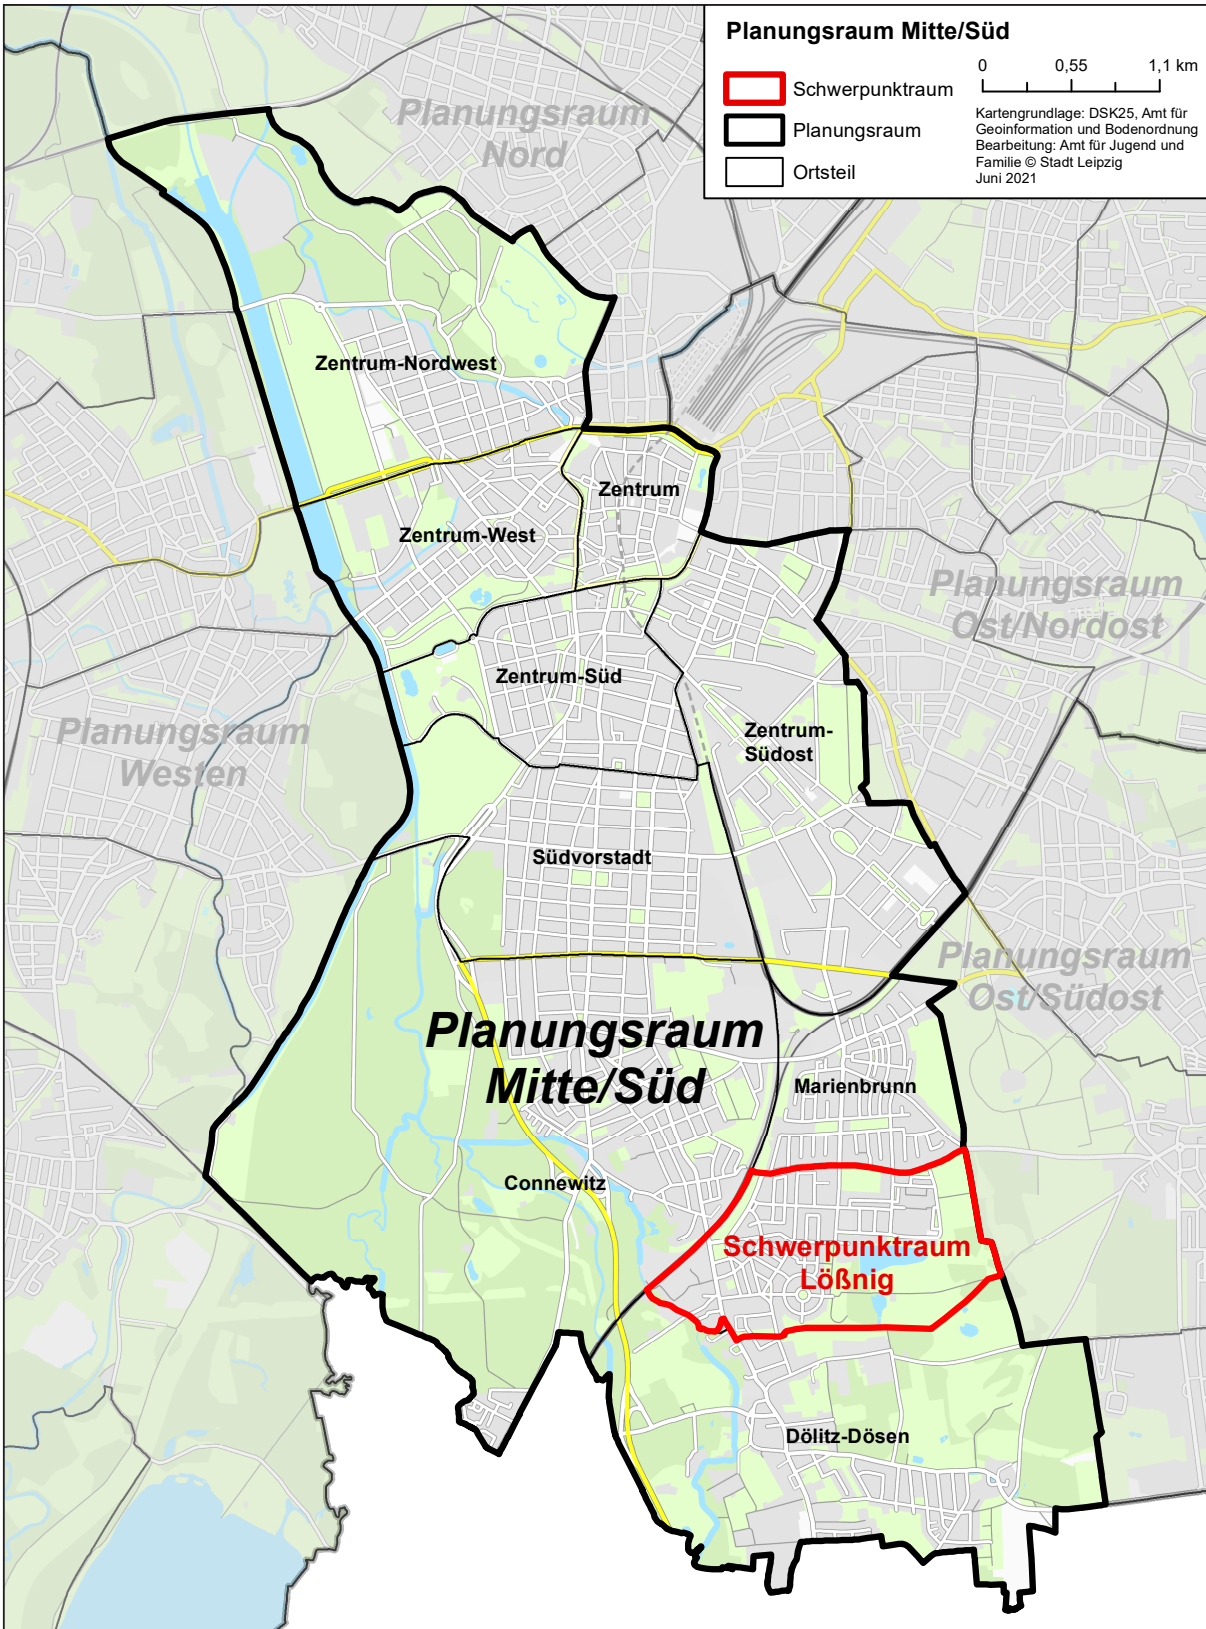 Planungsraum Mitte/Süd
Schwerpunktraum
Planungsraum
Ortsteil
0 0,55 1,1 km
Kartengrundlage: DSK25, Amt für
Geoinformation und Bodenordnung
Bearbeitung: Amt für Jugend und
Familie © Stadt Leipzig
Juni 2021
Planungsraum
Nord
Zentrum-Nordwest
Zentrum
Zentrum-West
Planungsraum
Ost/Nordost
Zentrum-Süd
Planungsraum
Westen
Zentrum-
Südost
Südvorstadt
Planungsraum
Ost/Südost
Planungsraum
Mitte/Süd
Marienbrunn
Connewitz
Schwerpunktraum
Lößnig
Dölitz-Dösen